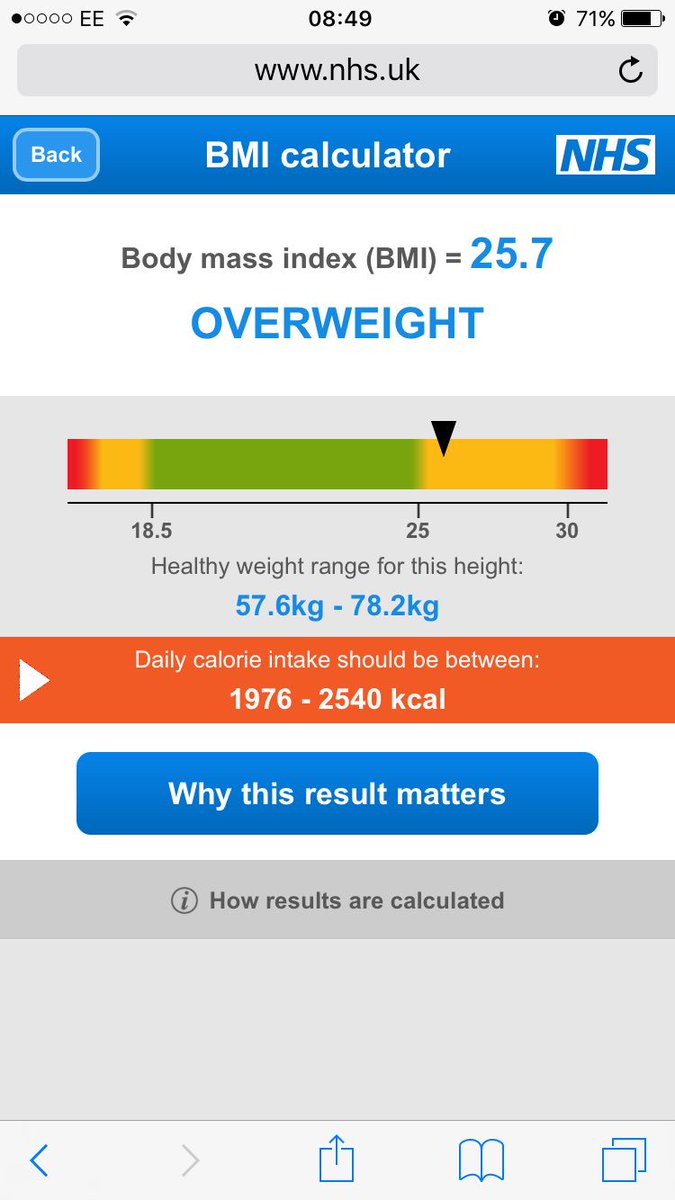 EE 08:49 71%
www.nhs.uk
Back BMI calculator NHS
Body mass index (BMI) = 25.7
OVERWEIGHT
18.5 25 30
Healthy weight range for this height:
57.6kg - 78.2kg
Daily calorie intake should be between:
1976 - 2540 kcal
Why this result matters
i How results are calculated